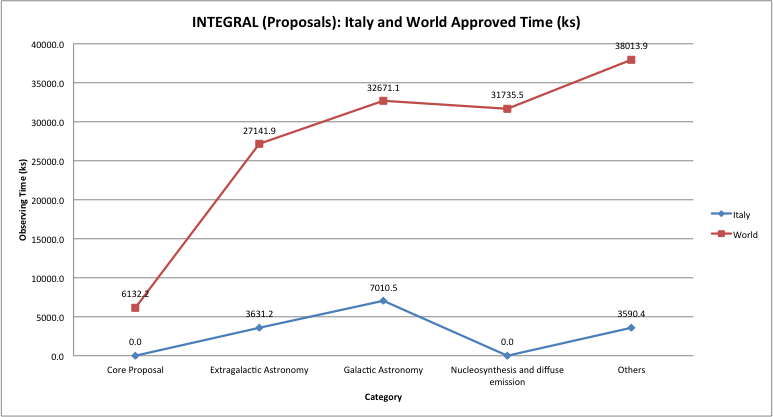 INTEGRAL (Proposals): Italy and World Approved Time (ks)
40000.0
35000.0
30000.0
25000.0
20000.0
15000.0
10000.0
5000.0
0.0
Observing Time (ks)
6132.2
27141.9
32671.1
31735.5
38013.9
0.0
3631.2
7010.5
0.0
3590.4
Italy
World
Core Proposal
Extragalactic Astronomy
Galactic Astronomy
Nucleosynthesis and diffuse
emission
Others
Category